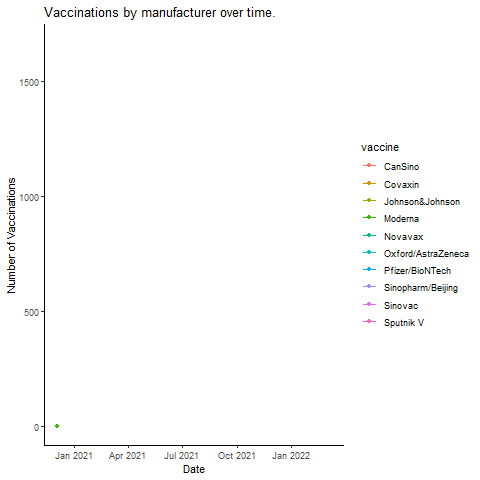 Vaccinations by manufacturer over time.
Number of Vaccinations
1500
1000
500
0
Jan 2021 Apr 2021 Jul 2021 Oct 2021 Jan 2022
Date
vaccine
CanSino
Covaxin
Johnson&Johnson
Moderna
Novavax
Oxford/AstraZeneca
Pfizer/BioNTech
Sinopharm/Beijing
Sinovac
Sputnik V